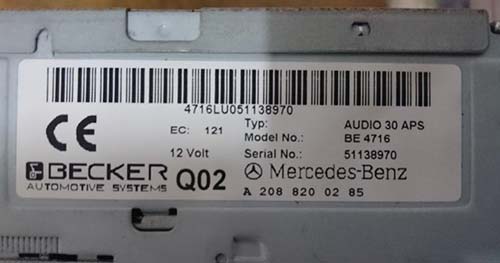 4716LU051138970
CE
EC: 121 Typ: AUDIO 30 APS
Model No.: BE 4716
12 Volt Serial No.: 51138970
BECKER
AUTOMOTIVE SYSTEMS Q02 Mercedes-Benz
A 208 820 02 85